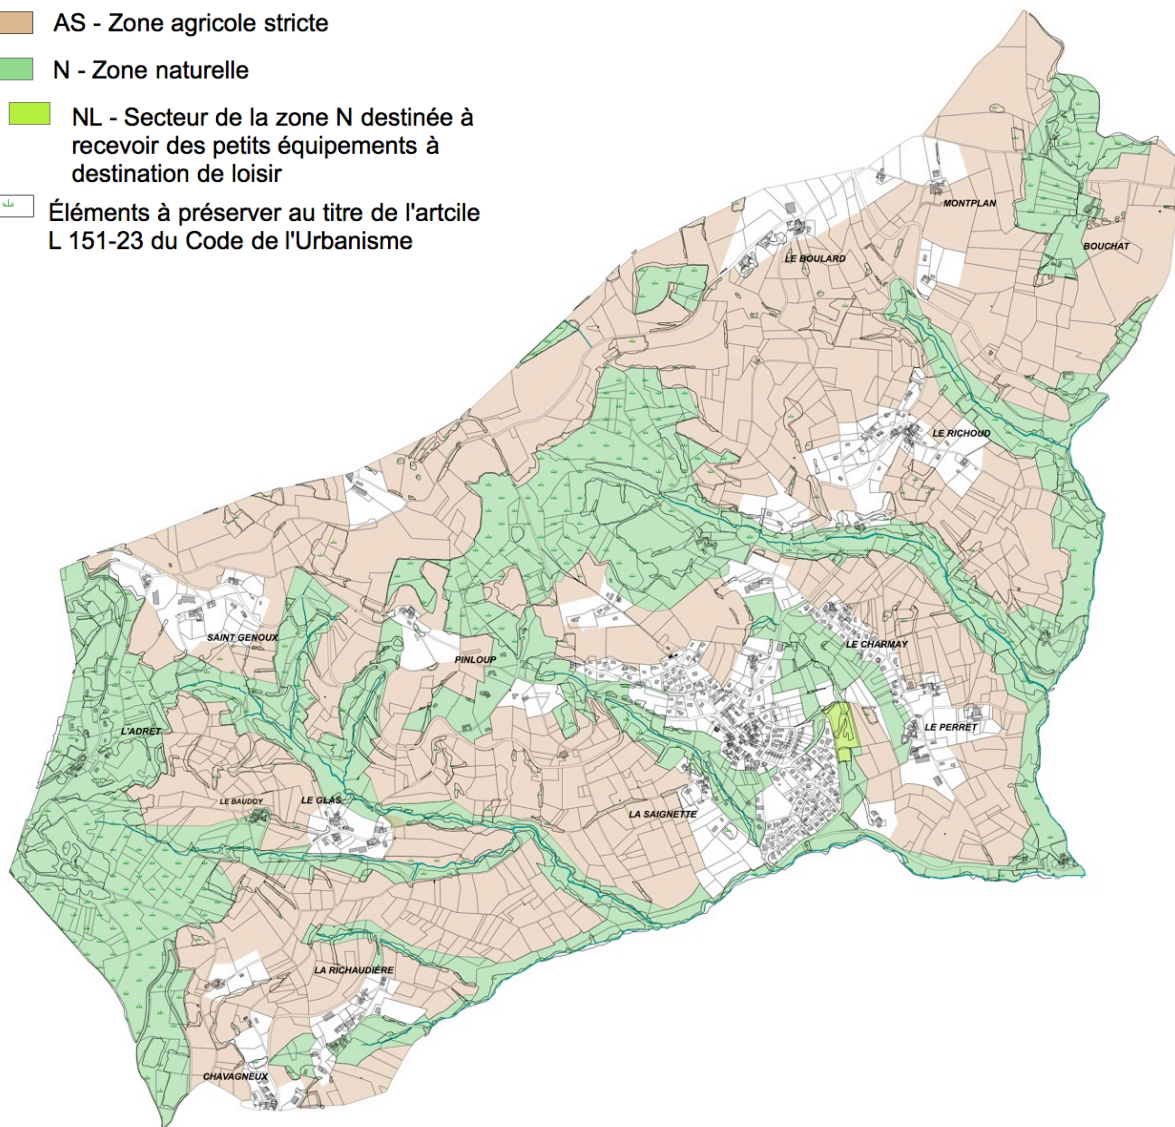 AS - Zone agricole stricte
N - Zone naturelle
NL - Secteur de la zone N destinée à
recevoir des petits équipements à
destination de loisir
Éléments à préserver au titre de l'artcile
L 151-23 du Code de l'Urbanisme
MONTPLAN
BOUCHAT
LE BOULARD
LE RICHOUD
SAINT GENOUX
LE CHARMAY
PINLOUP
L'ADRET
LE PERRET
LE BAUDOY
LE GLAS
LA SAIGNETTE
LA RICHAUDIÈRE
CHAVAGNEUX